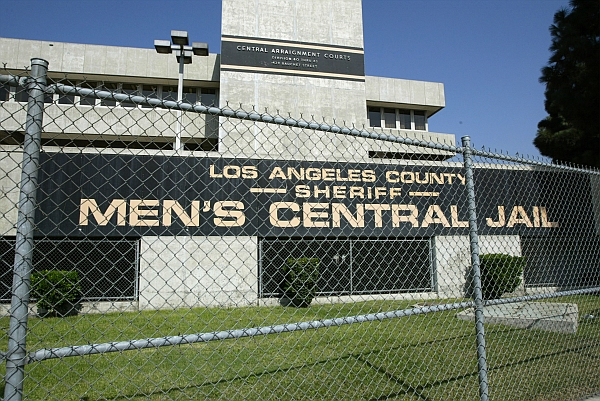 CENTRAL ARRAIGNMENT COURTS
LOS ANGELES COUNTY
SHERIFF
MEN'S CENTRAL JAIL